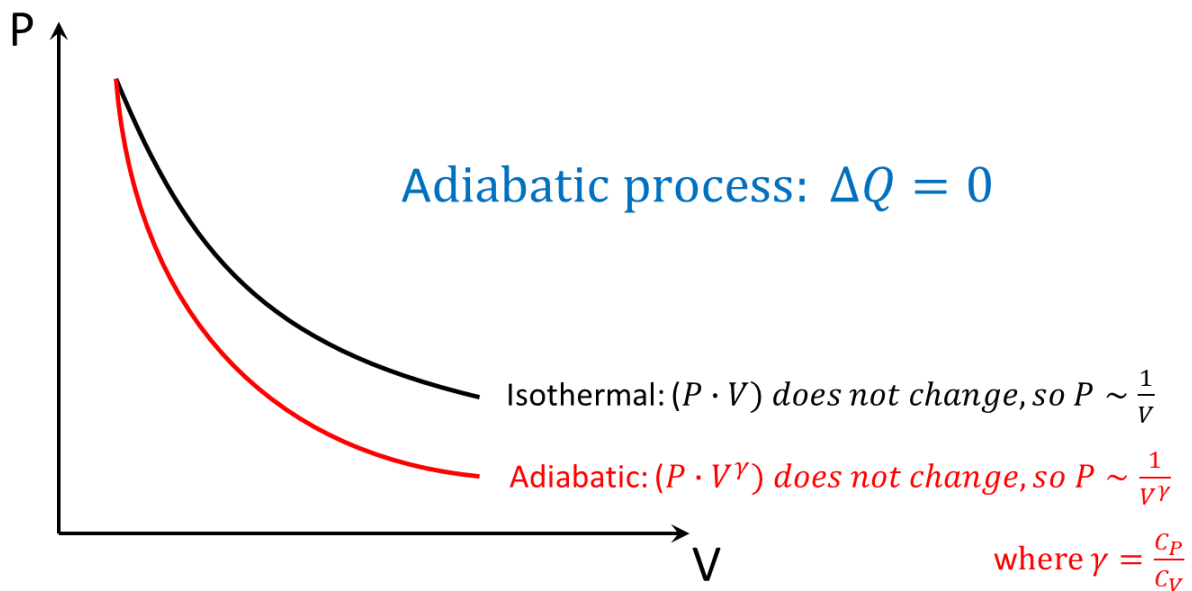 P
Adiabatic process: ΔQ = 0
Isothermal: (P · V) does not change, so P ~ 1/V
Adiabatic: (P · V^γ) does not change, so P ~ 1/V^γ
V
where γ = C_P/C_V